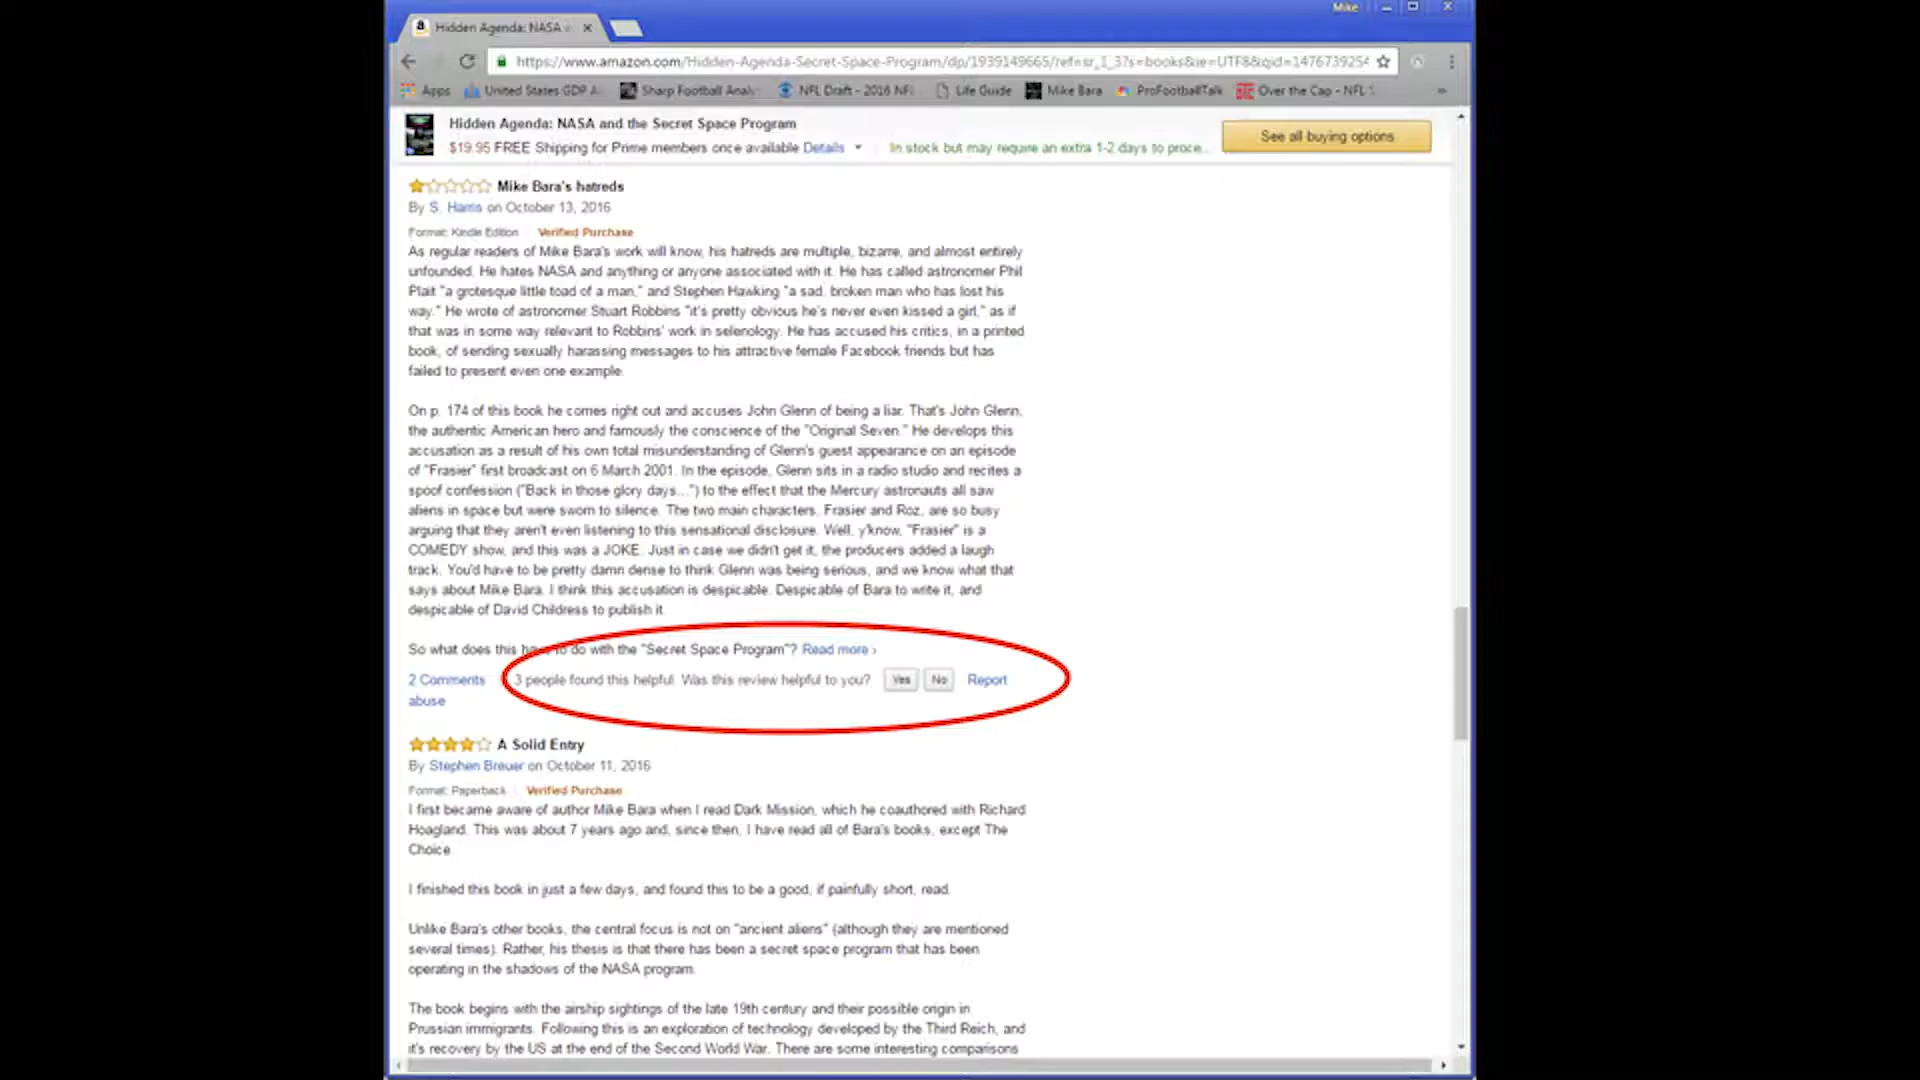 Mike
Hidden Agenda: NASA
https://www.amazon.com/Hidden-Agenda-Secret-Space-Program/dp/1939149665/ref=sr_1_3?s=books&ie=UTF8&qid=1476739254
Apps United States GDP Sharp Football Analy NFL Draft - 2016 NFL Life Guide Mike Bara ProFootballTalk Over the Cap - NFL
Hidden Agenda: NASA and the Secret Space Program
$19.95 FREE Shipping for Prime members once available Details In stock but may require an extra 1-2 days to proce...
See all buying options
Mike Bara's hatreds
By S. Harris on October 13, 2016
Format: Kindle Edition Verified Purchase
As regular readers of Mike Bara's work will know, his hatreds are multiple, bizarre, and almost entirely
unfounded. He hates NASA and anything or anyone associated with it. He has called astronomer Phil
Plait "a grotesque little toad of a man," and Stephen Hawking "a sad, broken man who has lost his
way." He wrote of astronomer Stuart Robbins "it's pretty obvious he's never even kissed a girl," as if
that was in some way relevant to Robbins' work in selenology. He has accused his critics, in a printed
book, of sending sexually harassing messages to his attractive female Facebook friends but has
failed to present even one example.
On p. 174 of this book he comes right out and accuses John Glenn of being a liar. That's John Glenn,
the authentic American hero and famously the conscience of the "Original Seven." He develops this
accusation as a result of his own total misunderstanding of Glenn's guest appearance on an episode
of "Frasier" first broadcast on 6 March 2001. In the episode, Glenn sits in a radio studio and recites a
spoof confession ("Back in those glory days...") to the effect that the Mercury astronauts all saw
aliens in space but were sworn to silence. The two main characters, Frasier and Roz, are so busy
arguing that they aren't even listening to this sensational disclosure. Well, y'know, "Frasier" is a
COMEDY show, and this was a JOKE. Just in case we didn't get it, the producers added a laugh
track. You'd have to be pretty damn dense to think Glenn was being serious, and we know what that
says about Mike Bara. I think this accusation is despicable. Despicable of Bara to write it, and
despicable of David Childress to publish it.
So what does this have to do with the "Secret Space Program"? Read more ›
2 Comments 3 people found this helpful. Was this review helpful to you? Yes No Report
abuse
A Solid Entry
By Stephen Breuer on October 11, 2016
Format: Paperback Verified Purchase
I first became aware of author Mike Bara when I read Dark Mission, which he coauthored with Richard
Hoagland. This was about 7 years ago and, since then, I have read all of Bara's books, except The
Choice.
I finished this book in just a few days, and found this to be a good, if painfully short, read.
Unlike Bara's other books, the central focus is not on "ancient aliens" (although they are mentioned
several times). Rather, his thesis is that there has been a secret space program that has been
operating in the shadows of the NASA program.
The book begins with the airship sightings of the late 19th century and their possible origin in
Prussian immigrants. Following this is an exploration of technology developed by the Third Reich, and
it's recovery by the US at the end of the Second World War. There are some interesting comparisons